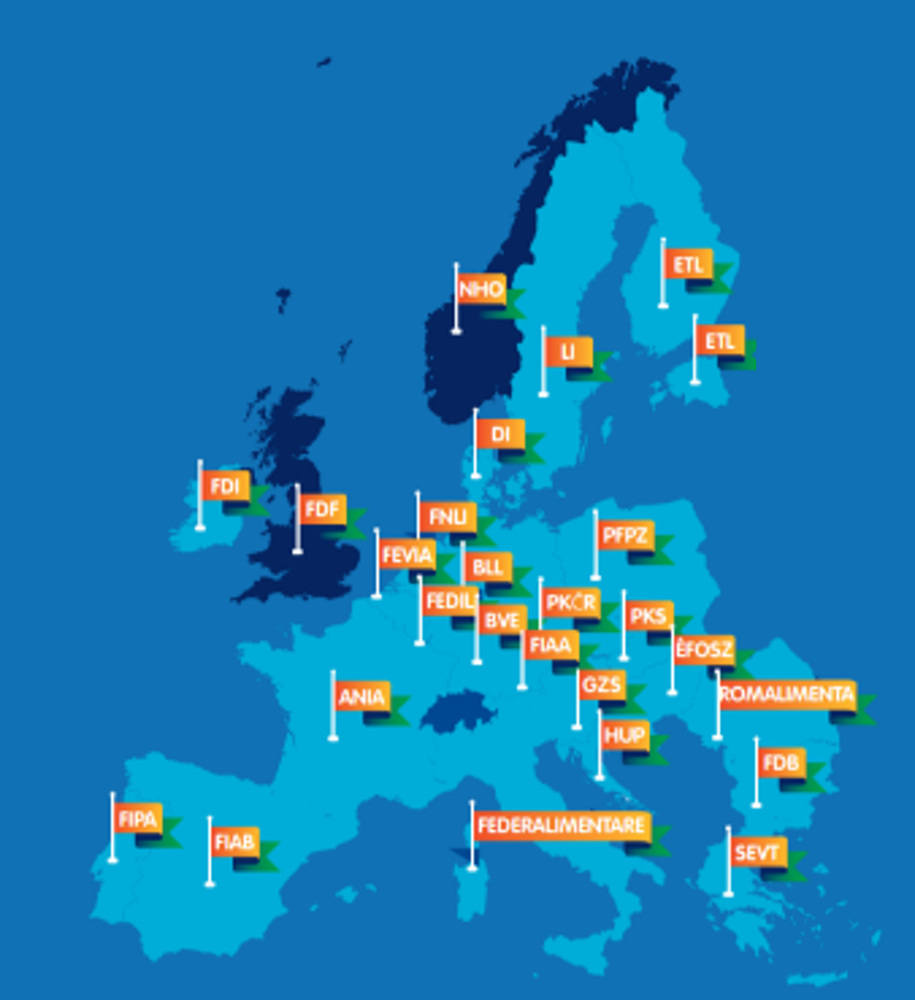 ETL
NHO
ETL
LI
DI
FDI
FDF
FNLI
PFPZ
FEVIA
BLL
FEDIL
PKČR
PKS
BVE
FIAA
ÉFOSZ
GZS
ROMALIMENTA
ANIA
HUP
FDB
FIPA
FEDERALIMENTARE
FIAB
SEVT